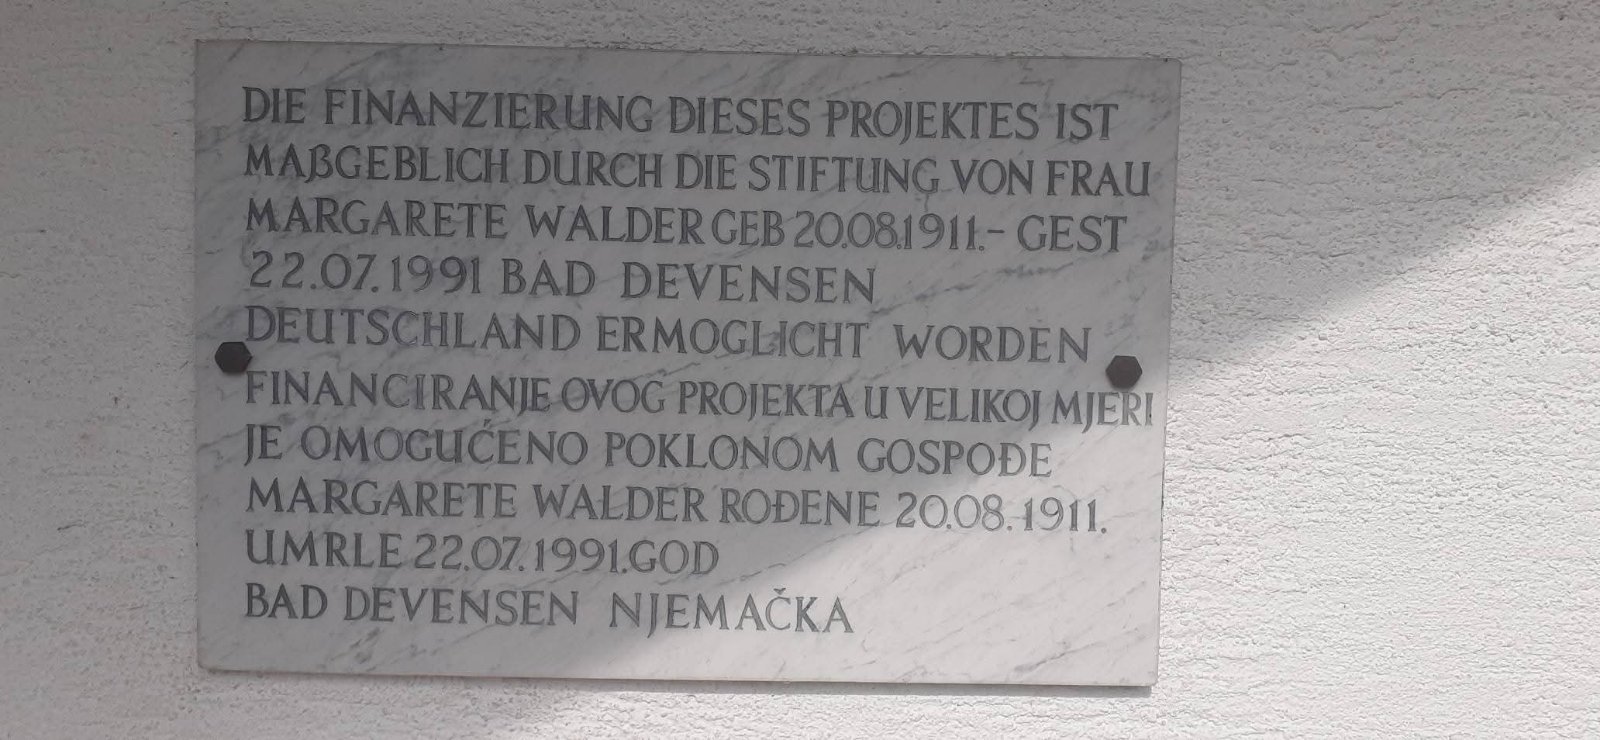 DIE FINANZIERUNG DIESES PROJEKTES IST
MAßGEBLICH DURCH DIE STIFTUNG VON FRAU
MARGARETE WALDER GEB 20.08.1911.- GEST
22.07.1991 BAD DEVENSEN
DEUTSCHLAND ERMOGLICHT WORDEN
FINANCIRANJE OVOG PROJEKTA U VELIKOJ MJERI
JE OMOGUĆENO POKLONOM GOSPOĐE
MARGARETE WALDER ROĐENE 20.08.1911.
UMRLE 22.07.1991.GOD
BAD DEVENSEN NJEMAČKA